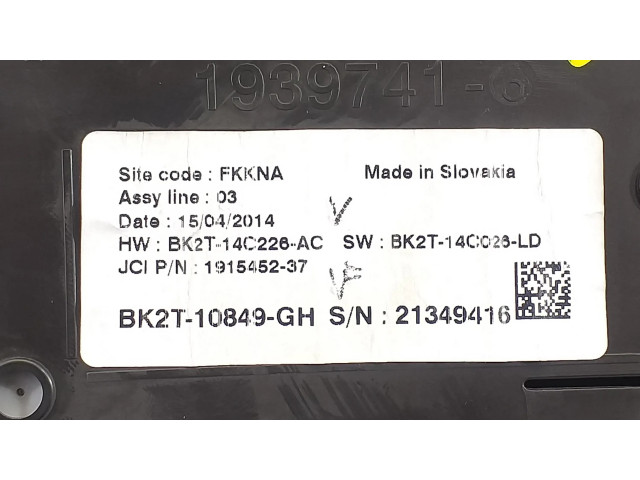 1939741-G
Site code : FKKNA Made in Slovakia
Assy line : 03
Date : 15/04/2014
HW : BK2T-14C226-AC SW : BK2T-14C026-LD
JCI P/N : 1915452-37
BK2T-10849-GH S/N : 21349416